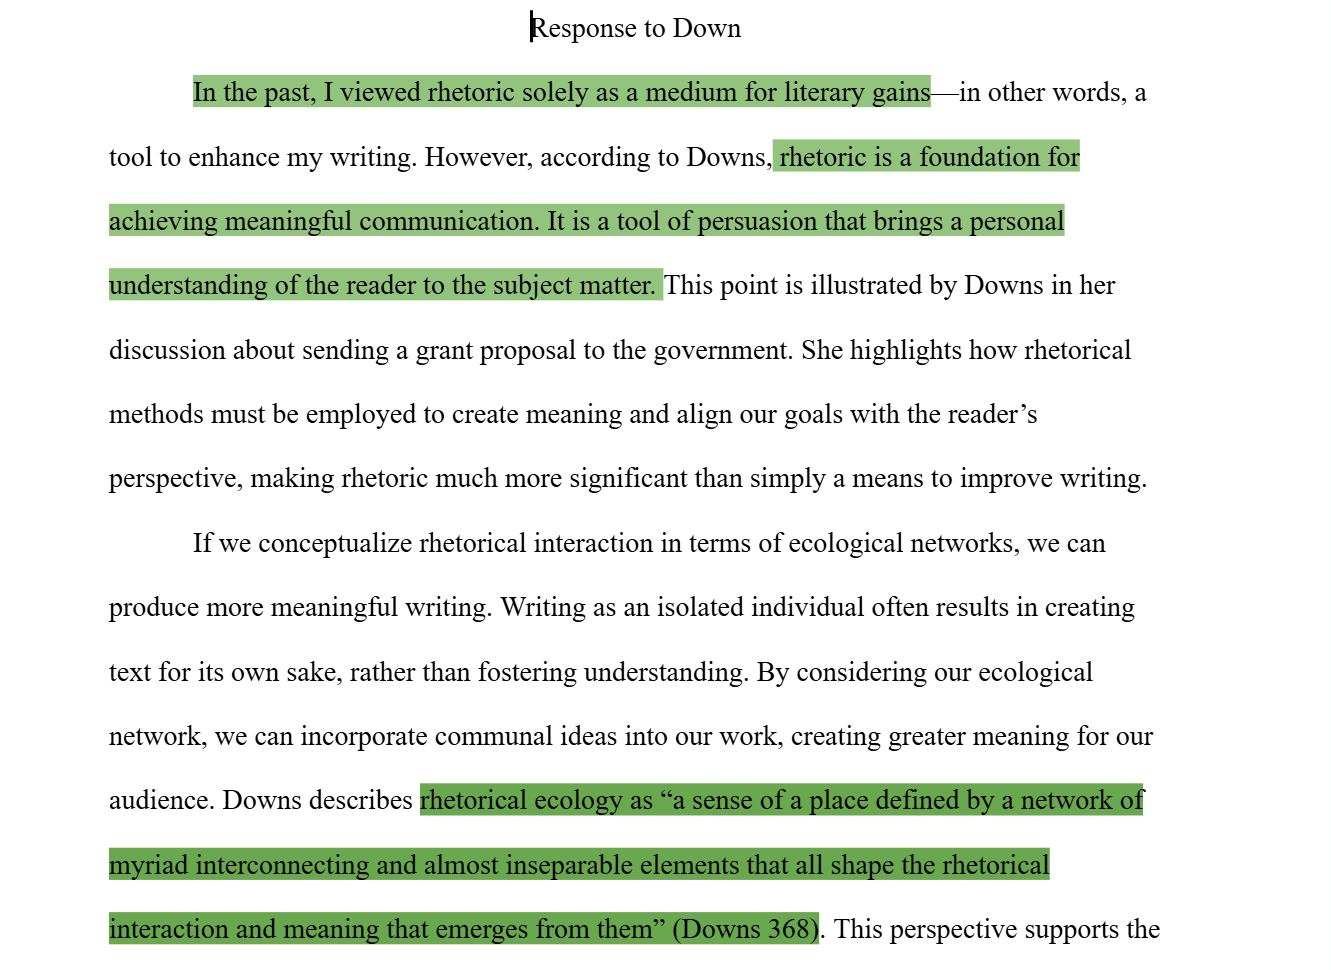 Response to Down
In the past, I viewed rhetoric solely as a medium for literary gains—in other words, a
tool to enhance my writing. However, according to Downs, rhetoric is a foundation for
achieving meaningful communication. It is a tool of persuasion that brings a personal
understanding of the reader to the subject matter. This point is illustrated by Downs in her
discussion about sending a grant proposal to the government. She highlights how rhetorical
methods must be employed to create meaning and align our goals with the reader’s
perspective, making rhetoric much more significant than simply a means to improve writing.
If we conceptualize rhetorical interaction in terms of ecological networks, we can
produce more meaningful writing. Writing as an isolated individual often results in creating
text for its own sake, rather than fostering understanding. By considering our ecological
network, we can incorporate communal ideas into our work, creating greater meaning for our
audience. Downs describes rhetorical ecology as “a sense of a place defined by a network of
myriad interconnecting and almost inseparable elements that all shape the rhetorical
interaction and meaning that emerges from them” (Downs 368). This perspective supports the